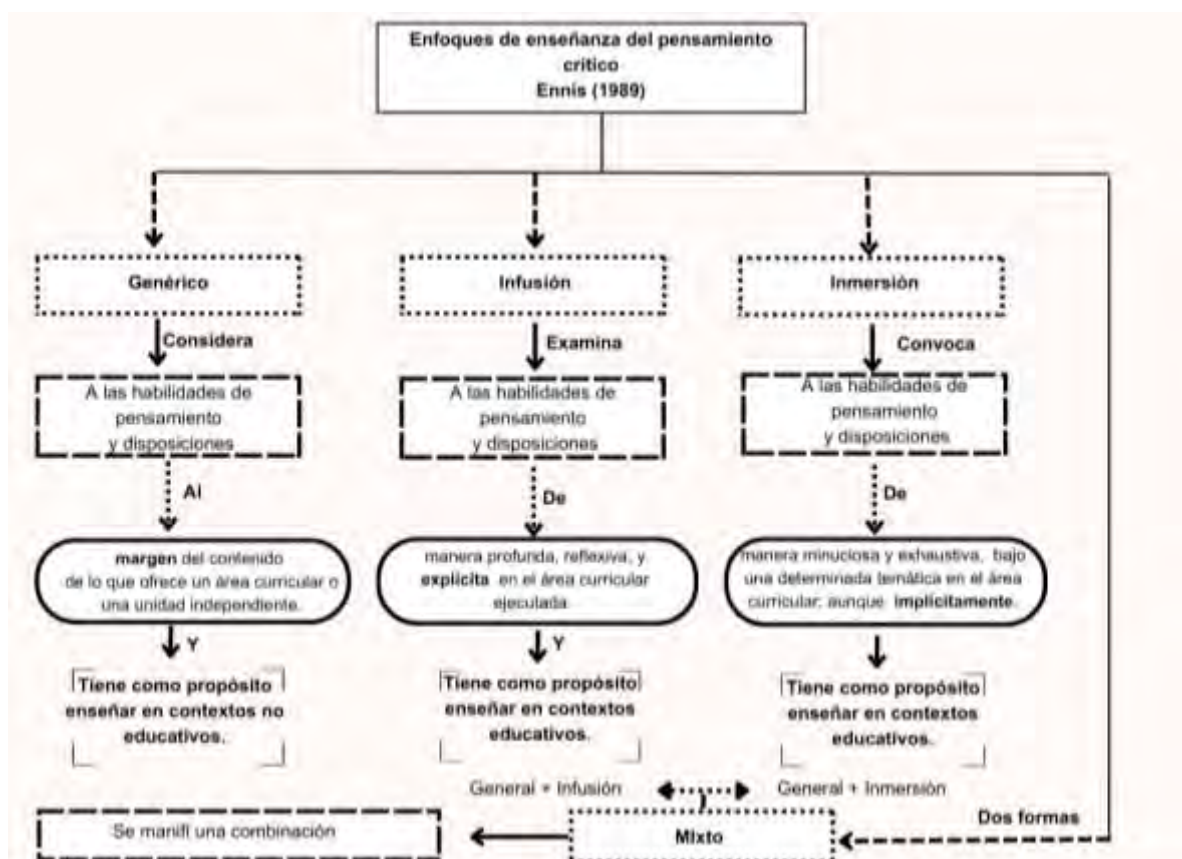 Enfoques de enseñanza del pensamiento
crítico
Ennis (1989)
Genérico
Infusión
Inmersión
Considera
Examina
Convoca
A las habilidades de
pensamiento
y disposiciones
A las habilidades de
pensamiento
y disposiciones
A las habilidades de
pensamiento
y disposiciones
Al
De
De
margen del contenido
de lo que ofrece un área curricular o
una unidad independiente.
manera profunda, reflexiva, y
explícita en el área curricular
ejeculada
manera minuciosa y exhaustiva, bajo
una determinada temática en el área
curricular; aunque implícitamente.
Y
Y
Tiene como propósito
enseñar en contextos no
educativos.
Tiene como propósito
enseñar en contextos
educativos.
Tiene como propósito
enseñar en contextos
educativos.
General + Infusión
General + Inmersión
Dos formas
Se manifi una combinación
Mixto